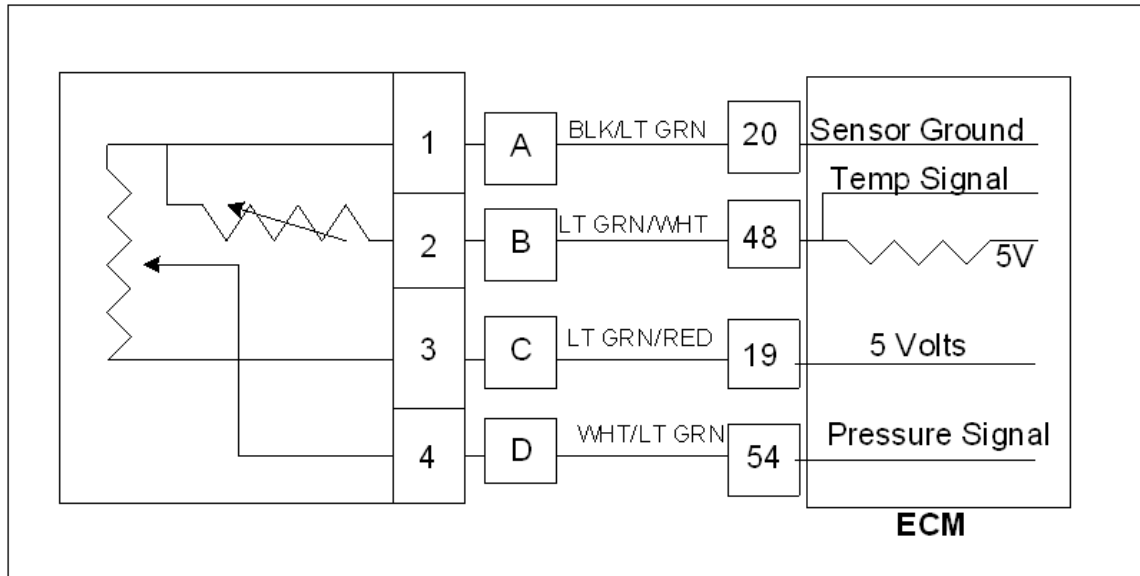 1 A BLK/LT GRN 20 Sensor Ground
Temp Signal
2 B LT GRN/WHT 48 5V
3 C LT GRN/RED 19 5 Volts
4 D WHT/LT GRN 54 Pressure Signal
ECM